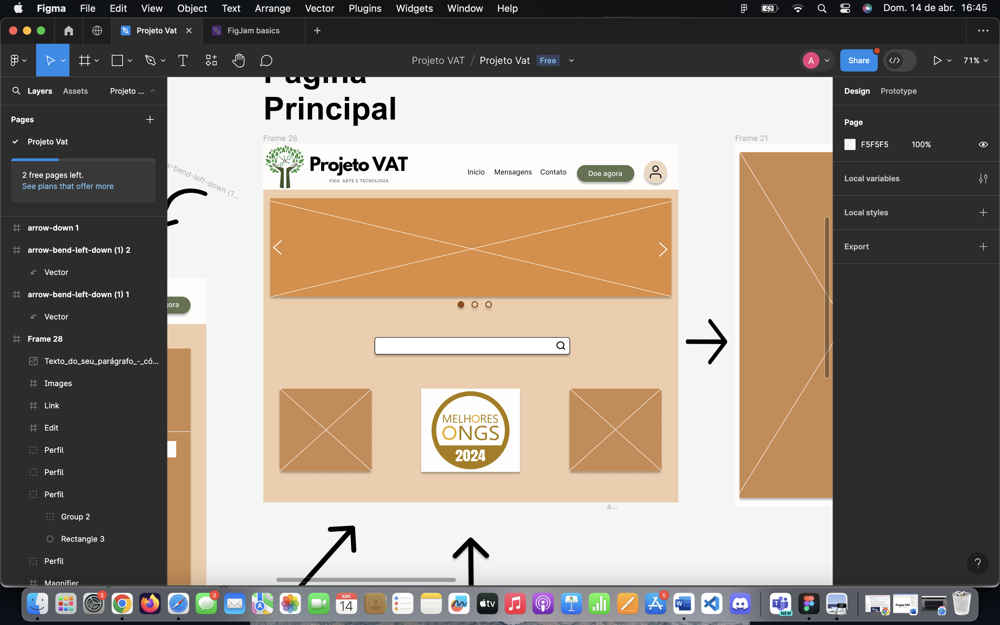 Figma File Edit View Object Text Arrange Vector Plugins Widgets Window Help Dom. 14 de abr. 16:45
Projeto Vat FigJam basics
Projeto VAT / Projeto Vat Free A Share 71%
Layers Assets Projeto ...
Pages
Projeto Vat
2 free pages left.
See plans that offer more
arrow-down 1
arrow-bend-left-down (1) 2
Vector
arrow-bend-left-down (1) 1
Vector
Frame 28
Texto_do_seu_parágrafo_-_có...
Images
Link
Edit
Perfil
Perfil
Perfil
Group 2
Rectangle 3
Perfil
Magnifier
Página
Principal
Frame 26
w-bend-left-down (1...
Projeto VAT
VIDA. ARTE E TECNOLOGIA
Inicio Mensagens Contato Doe agora
gora
MELHORES
ONGS
2024
a...
Frame 21
Design Prototype
Page
F5F5F5 100%
Local variables
Local styles
Export
?
2
2
ABR.
14
tv
5
W
NEW
Projeto VAT